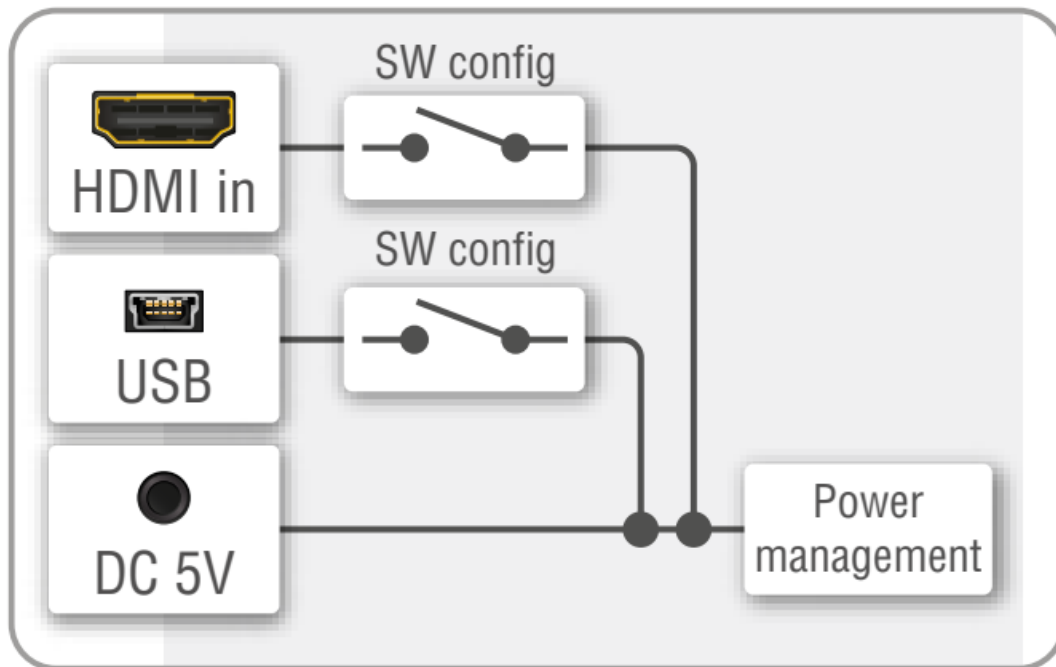 SW config
HDMI in
SW config
USB
DC 5V
Power
management